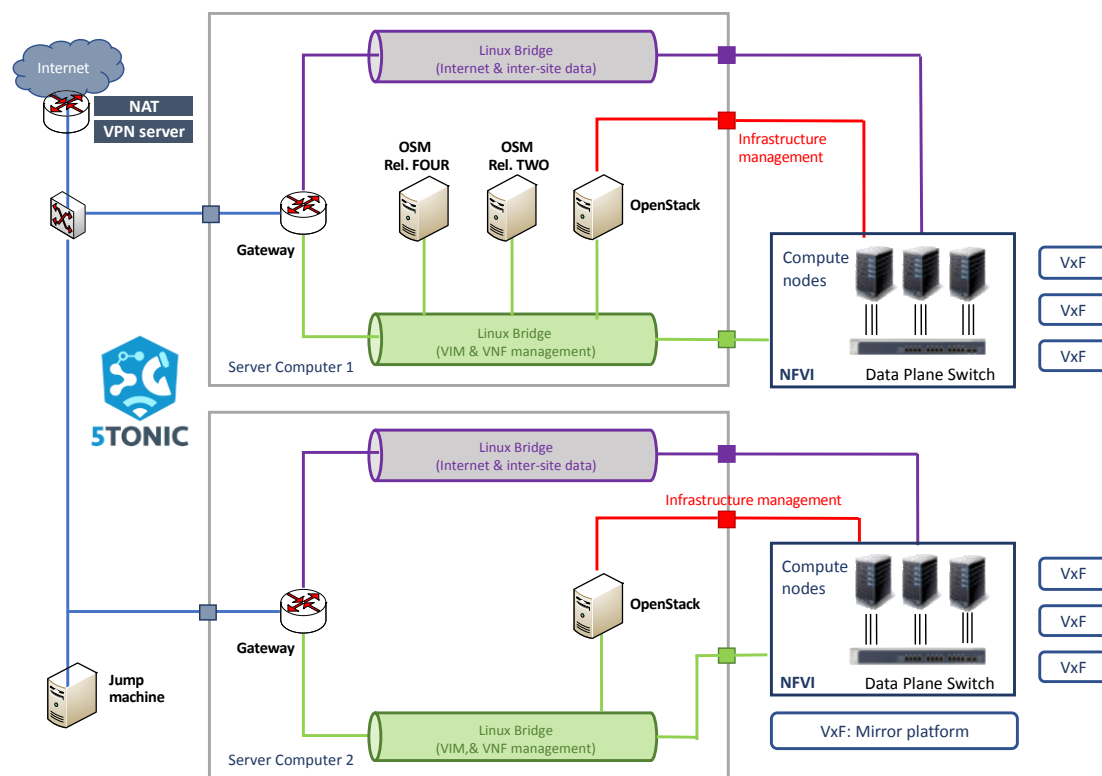 Internet
NAT
VPN server
Linux Bridge
(Internet & inter-site data)
Infrastructure
management
OSM
Rel. FOUR
OSM
Rel. TWO
OpenStack
Gateway
Compute
nodes
VxF
VxF
VxF
Linux Bridge
(VIM & VNF management)
Server Computer 1
NFVI
Data Plane Switch
5TONIC
Linux Bridge
(Internet & inter-site data)
Infrastructure management
OpenStack
Gateway
Compute
nodes
VxF
VxF
VxF
NFVI
Data Plane Switch
Jump
machine
Linux Bridge
(VIM,& VNF management)
Server Computer 2
VxF: Mirror platform